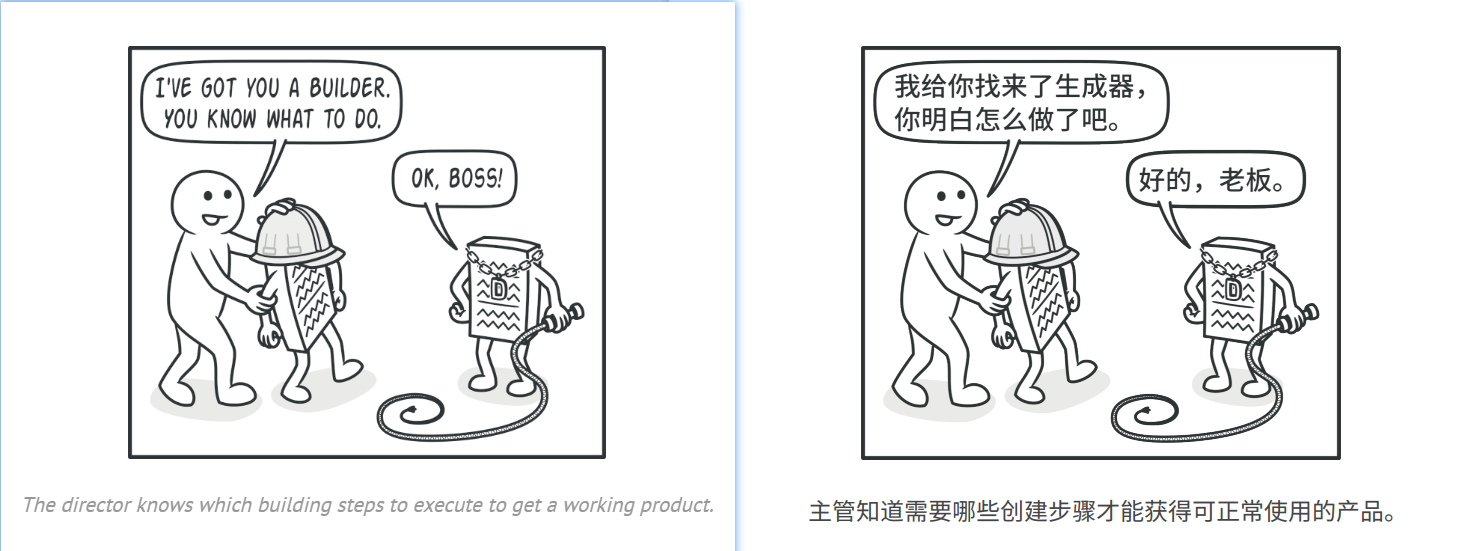 I'VE GOT YOU A BUILDER.
YOU KNOW WHAT TO DO.
OK, BOSS!
D
The director knows which building steps to execute to get a working product.
我给你找来了生成器，
你明白怎么做了吧。
好的，老板。
D
主管知道需要哪些创建步骤才能获得可正常使用的产品。